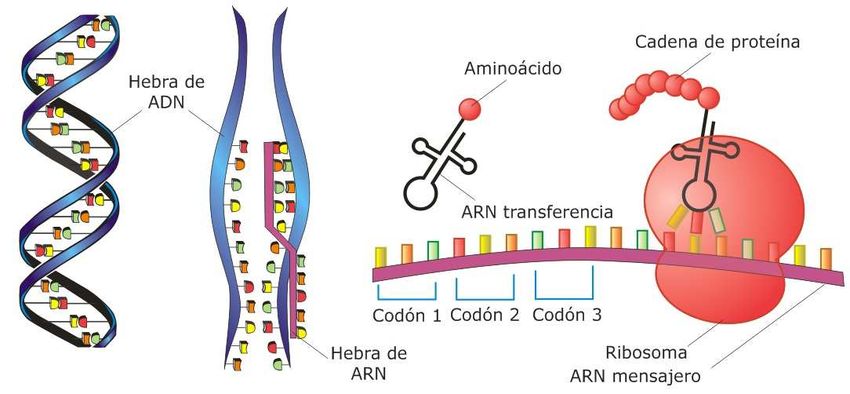 Hebra de
ADN
Aminoácido
Cadena de proteína
ARN transferencia
Codón 1
Codón 2
Codón 3
Hebra de
ARN
Ribosoma
ARN mensajero